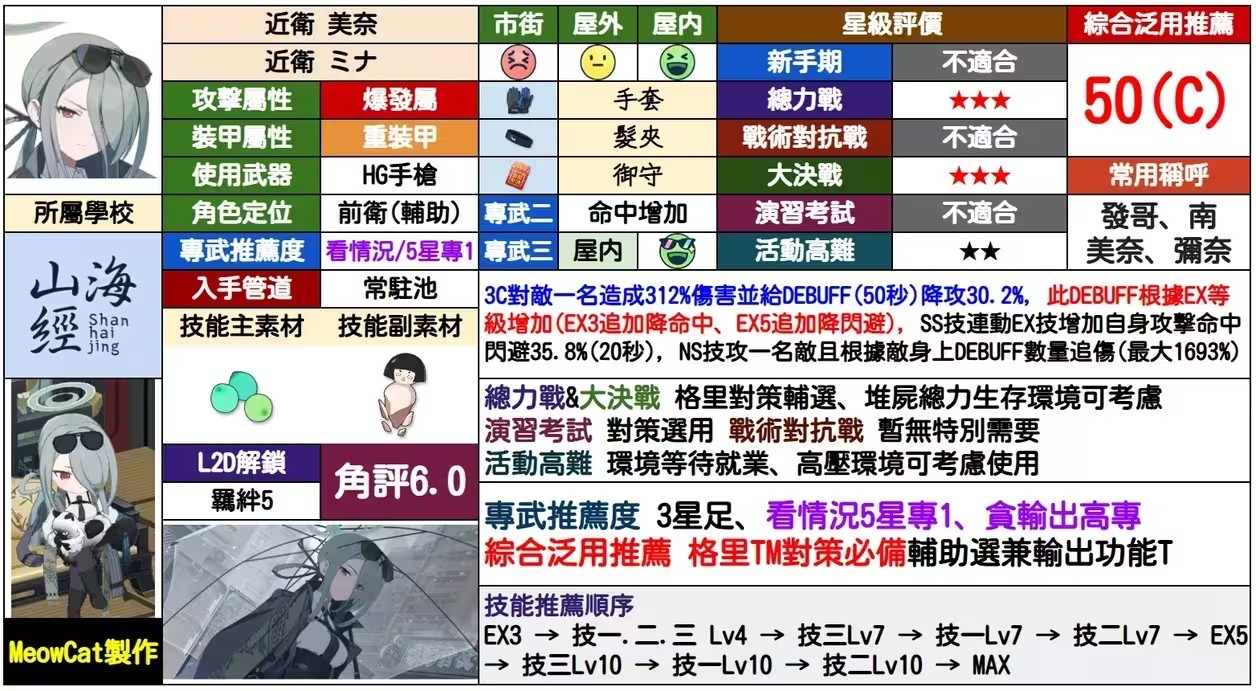 近衛 美奈
近衛 ミナ
攻擊屬性 爆發屬
裝甲屬性 重裝甲
使用武器 HG手槍
所屬學校
角色定位 前衛(輔助)
專武推薦度 看情況/5星專1
入手管道 常駐池
山海經
Shan
hai
jing
技能主素材 技能副素材
L2D解鎖
羈絆5
角評6.0
MeowCat製作
市街 屋外 屋內
手套
髮夾
御守
專武二 命中增加
專武三 屋內
星級評價
新手期 不適合
總力戰 ★★★
戰術對抗戰 不適合
大決戰 ★★★
演習考試 不適合
活動高難 ★★
綜合泛用推薦
50(C)
常用稱呼
發哥、南
美奈、彌奈
3C對敵一名造成312%傷害並給DEBUFF(50秒)降攻30.2%, 此DEBUFF根據EX等
級增加(EX3追加降命中、EX5追加降閃避), SS技連動EX技增加自身攻擊命中
閃避35.8%(20秒), NS技攻一名敵且根據敵身上DEBUFF數量追傷(最大1693%)
總力戰&大決戰 格里對策輔選、堆屍總力生存環境可考慮
演習考試 對策選用 戰術對抗戰 暫無特別需要
活動高難 環境等待就業、高壓環境可考慮使用
專武推薦度 3星足、看情況5星專1、貪輸出高專
綜合泛用推薦 格里TM對策必備輔助選兼輸出功能T
技能推薦順序
EX3 → 技一.二.三 Lv4 → 技三Lv7 → 技一Lv7 → 技二Lv7 → EX5
→ 技三Lv10 → 技一Lv10 → 技二Lv10 → MAX